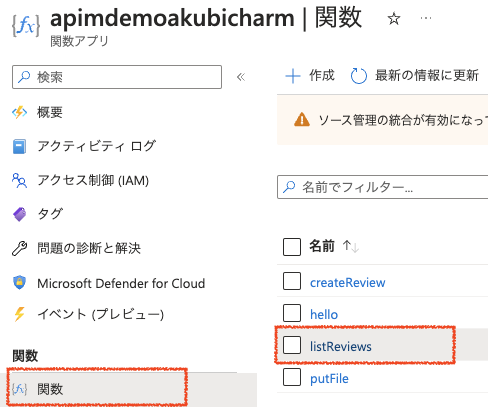 apimdemoakubicharm | 関数
関数アプリ
検索
概要
アクティビティ ログ
アクセス制御 (IAM)
タグ
問題の診断と解決
Microsoft Defender for Cloud
イベント (プレビュー)
関数
関数
作成
最新の情報に更新
ソース管理の統合が有効になって
名前でフィルター...
名前
createReview
hello
listReviews
putFile